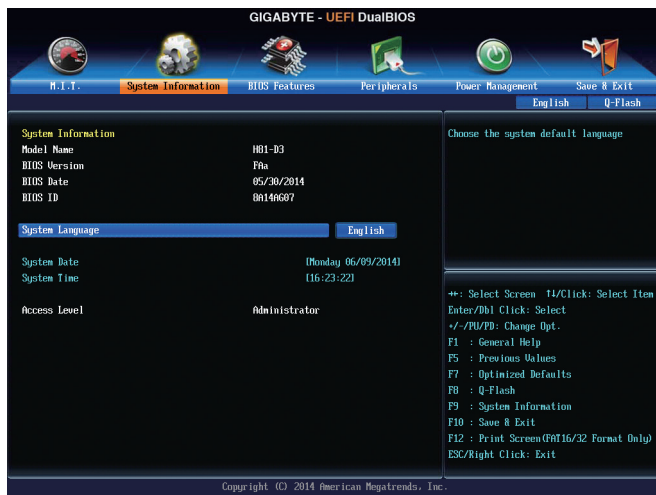 GIGABYTE - UEFI DualBIOS
M.I.T. System Information BIOS Features Peripherals Power Management Save & Exit
English Q-Flash
System Information
Model Name H81-D3
BIOS Version FAa
BIOS Date 05/30/2014
BIOS ID 8A14AG07
System Language English
System Date [Monday 06/09/2014]
System Time [16:23:22]
Access Level Administrator
Choose the system default language
→←: Select Screen ↑↓/Click: Select Item
Enter/Dbl Click: Select
+/-/PU/PD: Change Opt.
F1 : General Help
F5 : Previous Values
F7 : Optimized Defaults
F8 : Q-Flash
F9 : System Information
F10 : Save & Exit
F12 : Print Screen(FAT16/32 Format Only)
ESC/Right Click: Exit
Copyright (C) 2014 American Megatrends, Inc.